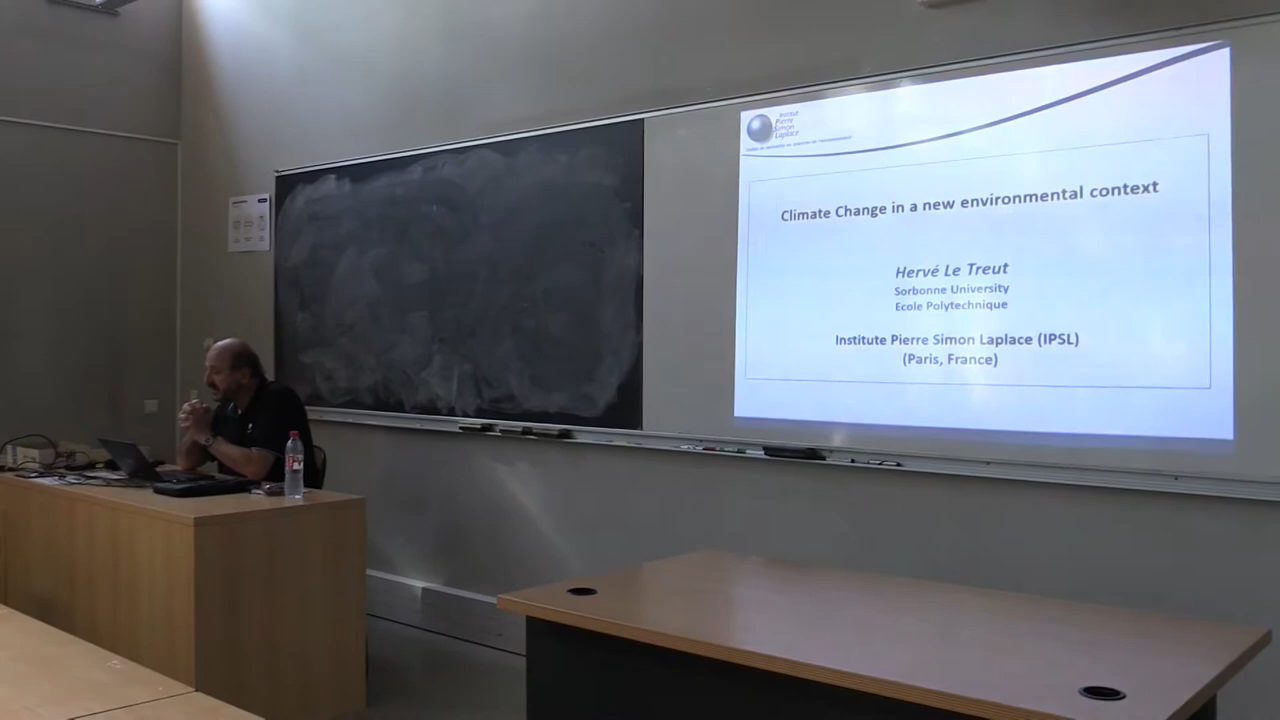 Institut
Pierre
Simon
Laplace
Climate Change in a new environmental context
Hervé Le Treut
Sorbonne University
Ecole Polytechnique
Institute Pierre Simon Laplace (IPSL)
(Paris, France)